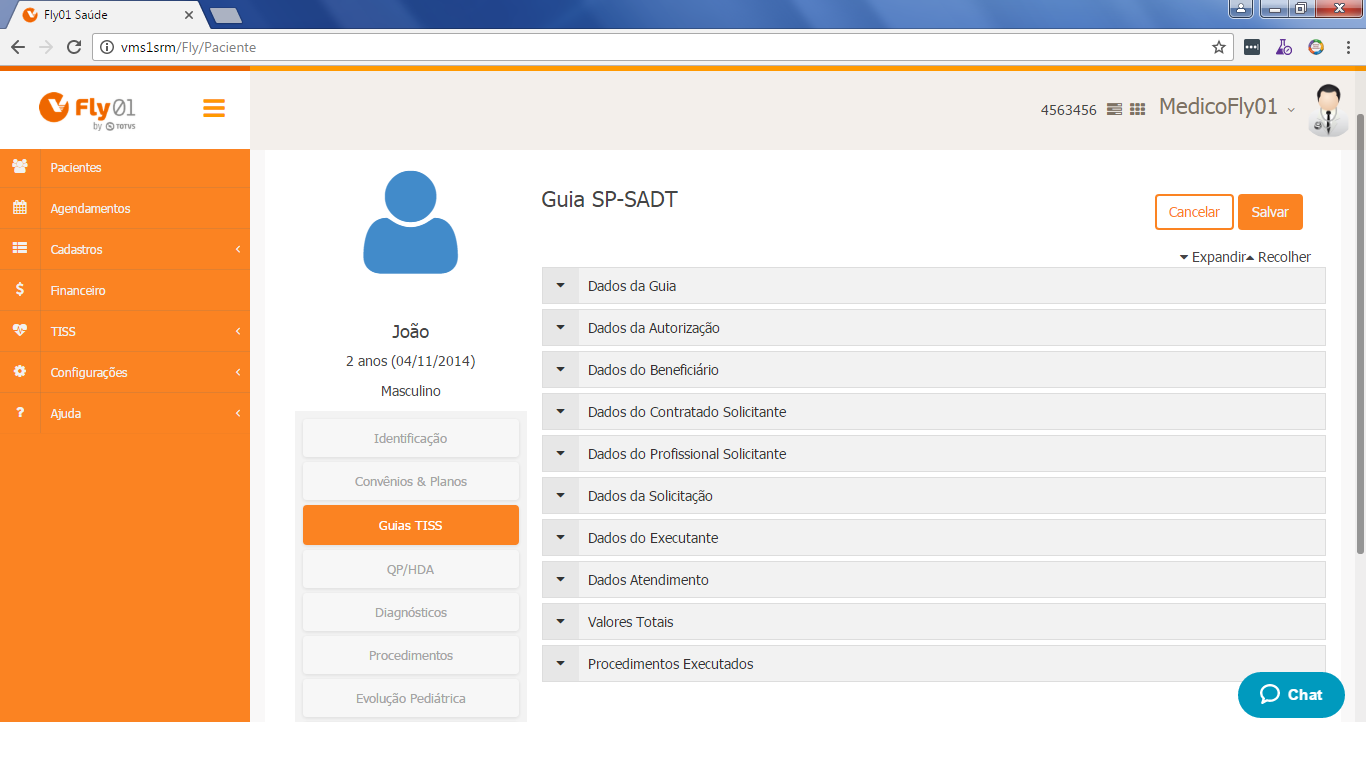 Fly01 Saúde
vms1srm/Fly/Paciente
Fly01
by TOTVS
4563456
MedicoFly01
Pacientes
Agendamentos
Cadastros
Financeiro
TISS
Configurações
Ajuda
João
2 anos (04/11/2014)
Masculino
Identificação
Convênios & Planos
Guias TISS
QP/HDA
Diagnósticos
Procedimentos
Evolução Pediátrica
Guia SP-SADT
Cancelar
Salvar
Expandir Recolher
Dados da Guia
Dados da Autorização
Dados do Beneficiário
Dados do Contratado Solicitante
Dados do Profissional Solicitante
Dados da Solicitação
Dados do Executante
Dados Atendimento
Valores Totais
Procedimentos Executados
Chat